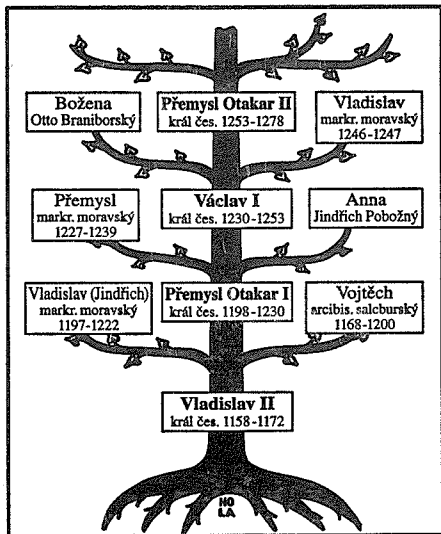 Božena
Otto Braniborský
Přemysl Otakar II
král čes. 1253-1278
Vladislav
markr. moravský
1246-1247
Přemysl
markr. moravský
1227-1239
Václav I
král čes. 1230-1253
Anna
Jindřich Pobožný
Vladislav (Jindřich)
markr. moravský
1197-1222
Přemysl Otakar I
král čes. 1198-1230
Vojtěch
arcibis. salcburský
1168-1200
Vladislav II
král čes. 1158-1172
HO
LA